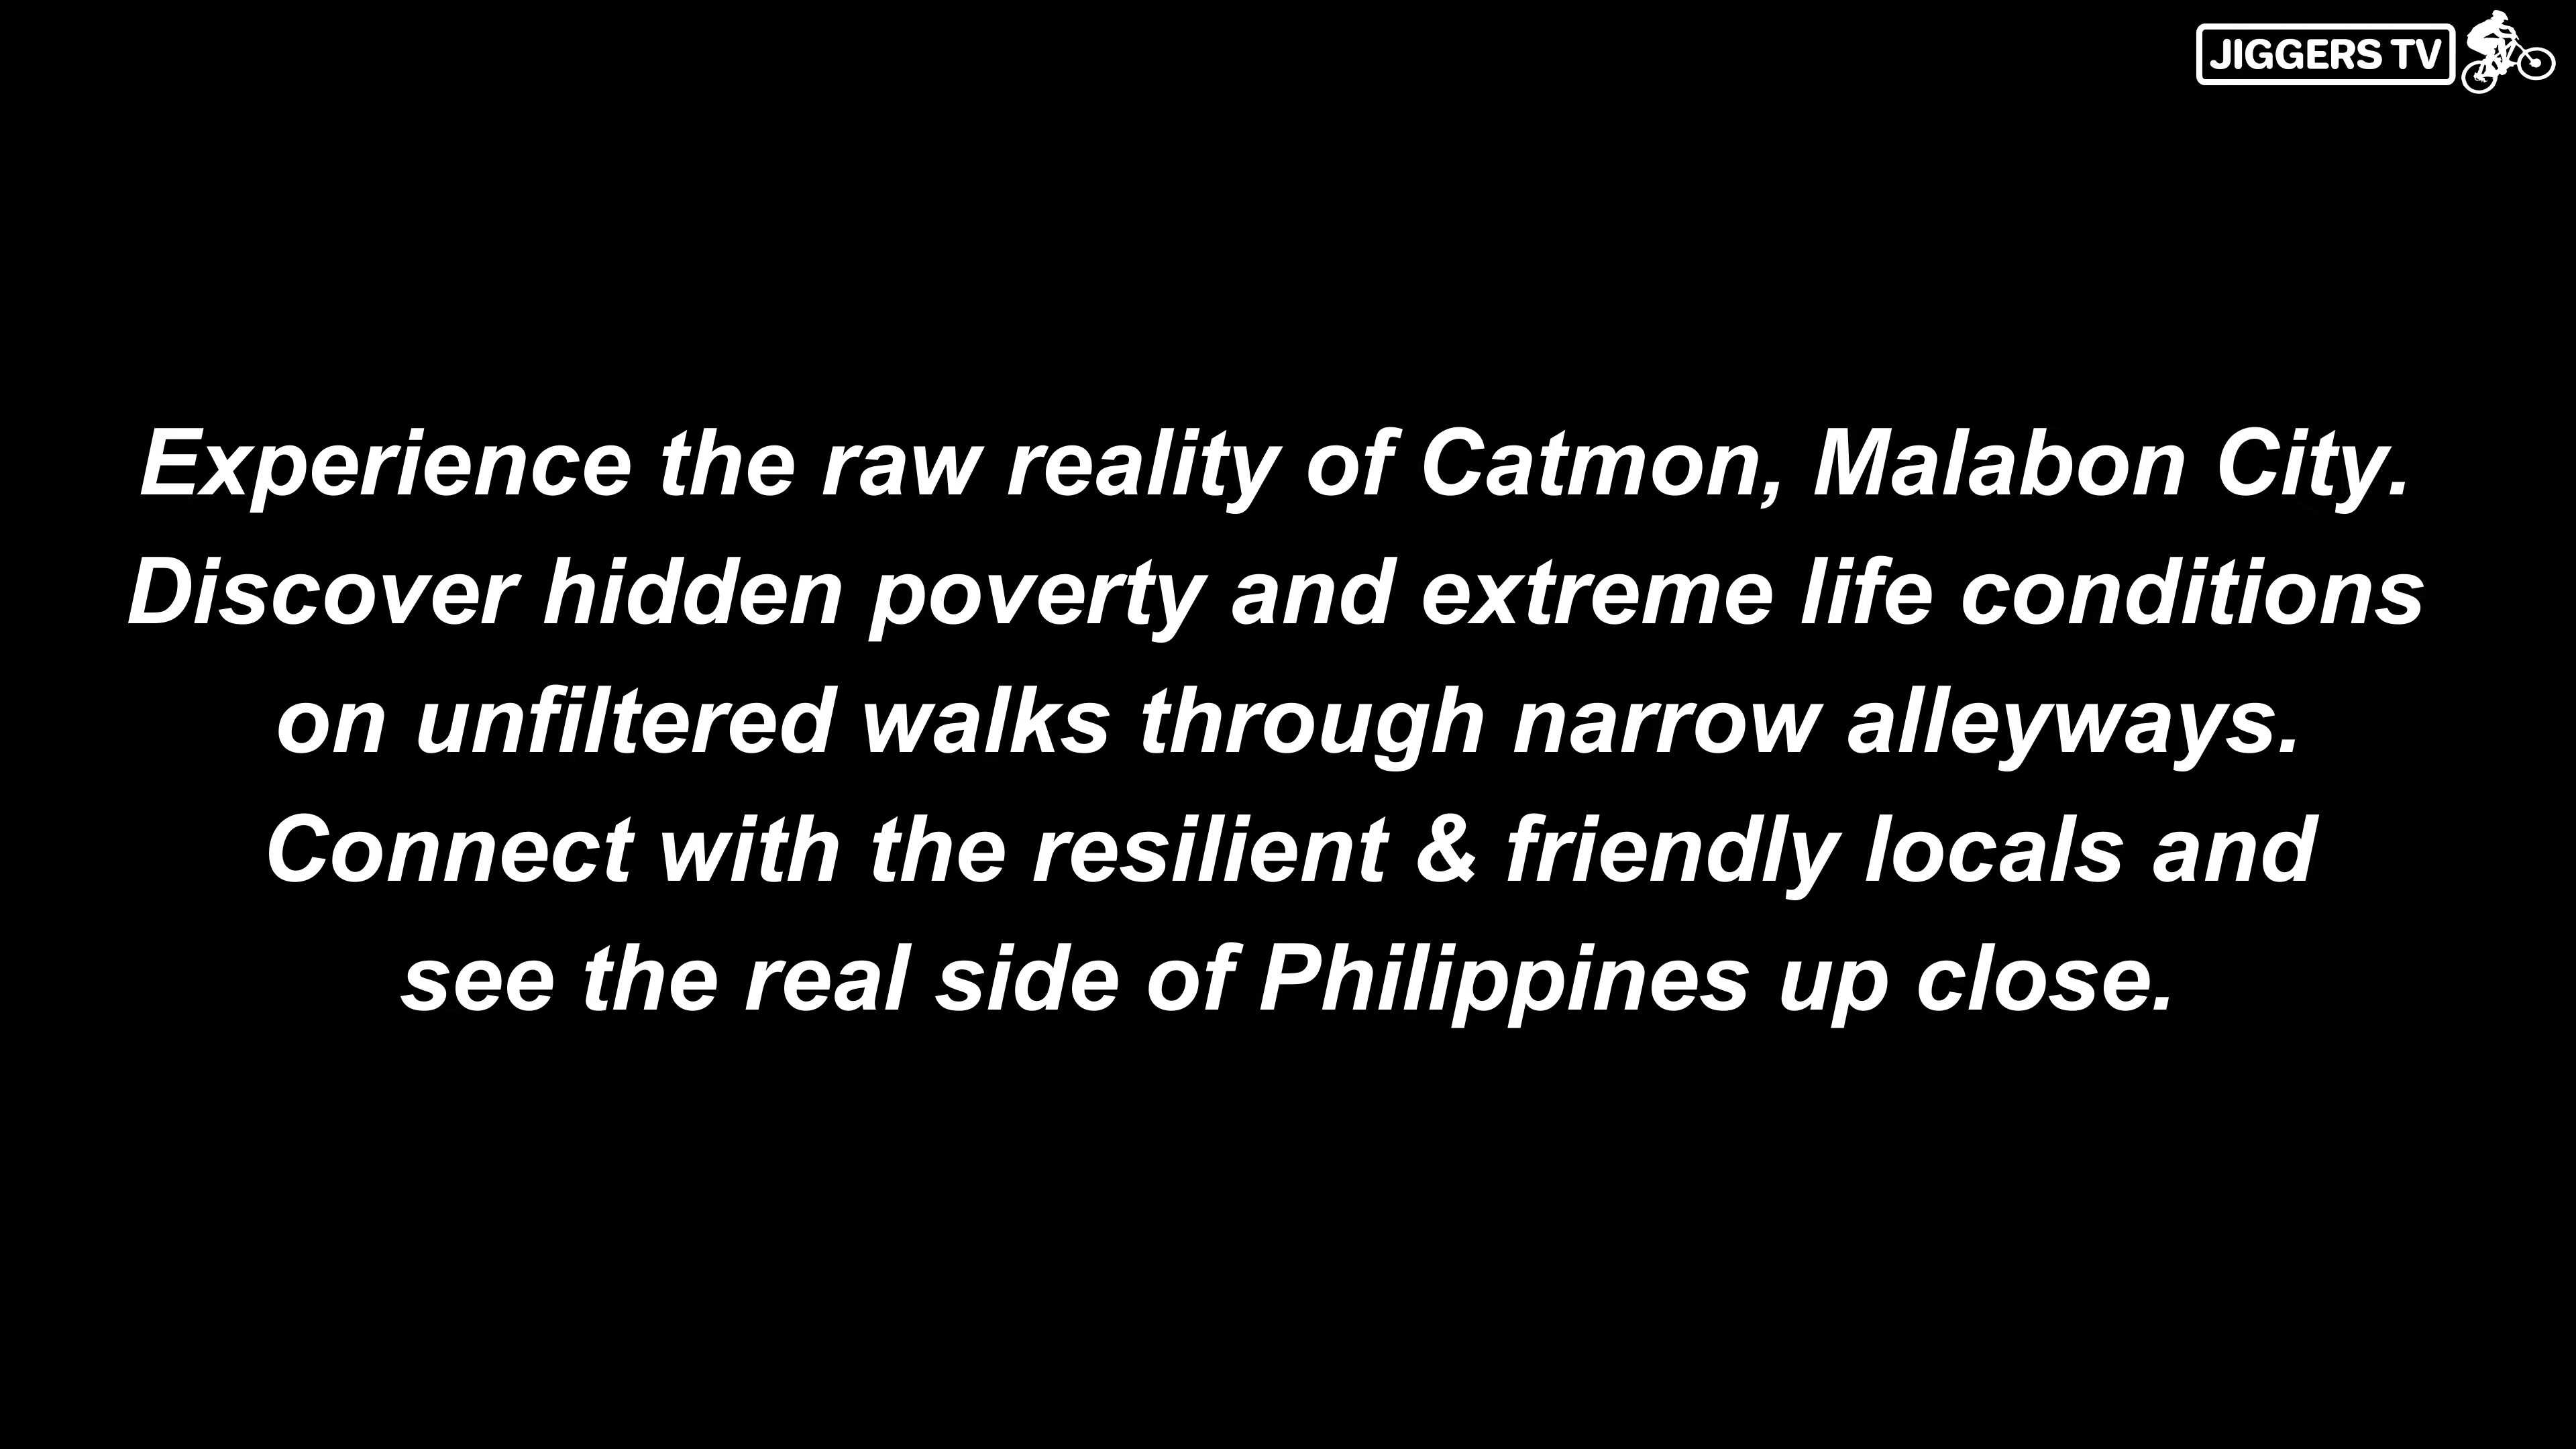 JIGGERS TV
Experience the raw reality of Catmon, Malabon City.
Discover hidden poverty and extreme life conditions
on unfiltered walks through narrow alleyways.
Connect with the resilient & friendly locals and
see the real side of Philippines up close.